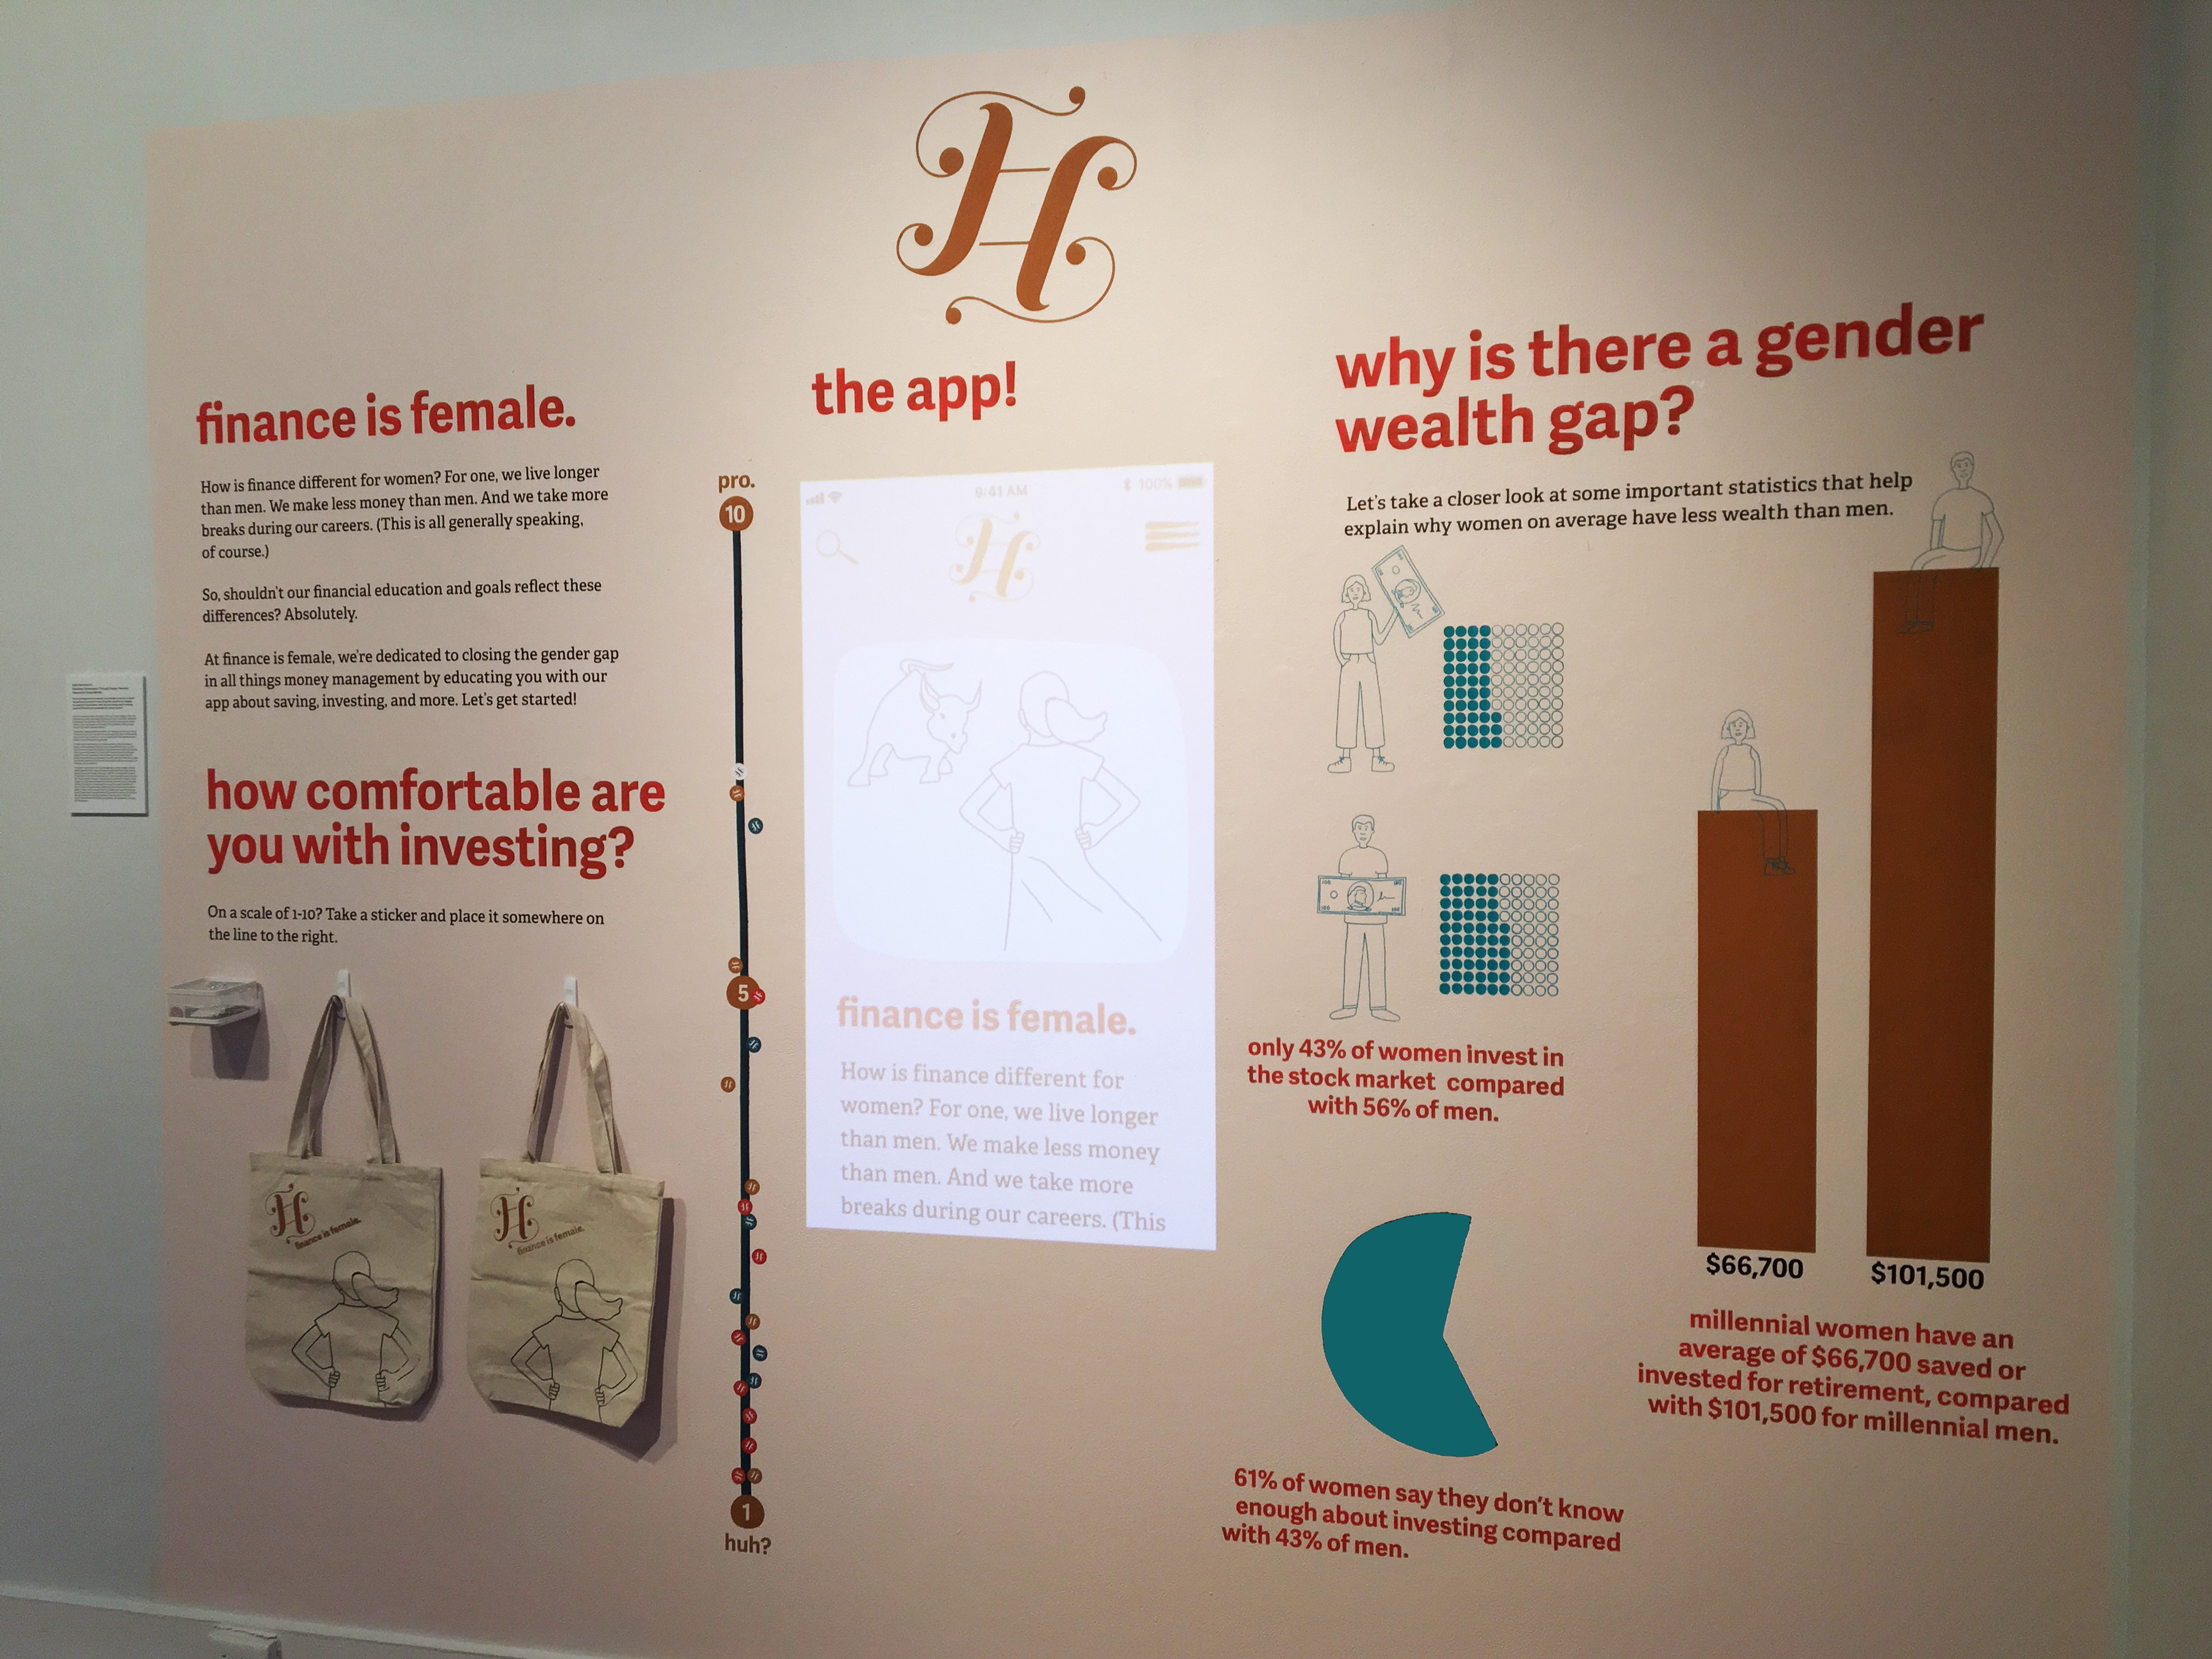 H
finance is female.
How is finance different for women? For one, we live longer
than men. We make less money than men. And we take more
breaks during our careers. (This is all generally speaking,
of course.)
So, shouldn't our financial education and goals reflect these
differences? Absolutely.
At finance is female, we're dedicated to closing the gender gap
in all things money management by educating you with our
app about saving, investing, and more. Let's get started!
how comfortable are
you with investing?
On a scale of 1-10? Take a sticker and place it somewhere on
the line to the right.
H
finance is female.
H
finance is female.
pro.
10
5
1
huh?
the app!
9:41 AM
100%
H
finance is female.
How is finance different for
women? For one, we live longer
than men. We make less money
than men. And we take more
breaks during our careers. (This
why is there a gender
wealth gap?
Let's take a closer look at some important statistics that help
explain why women on average have less wealth than men.
only 43% of women invest in
the stock market compared
with 56% of men.
61% of women say they don't know
enough about investing compared
with 43% of men.
$66,700
$101,500
millennial women have an
average of $66,700 saved or
invested for retirement, compared
with $101,500 for millennial men.